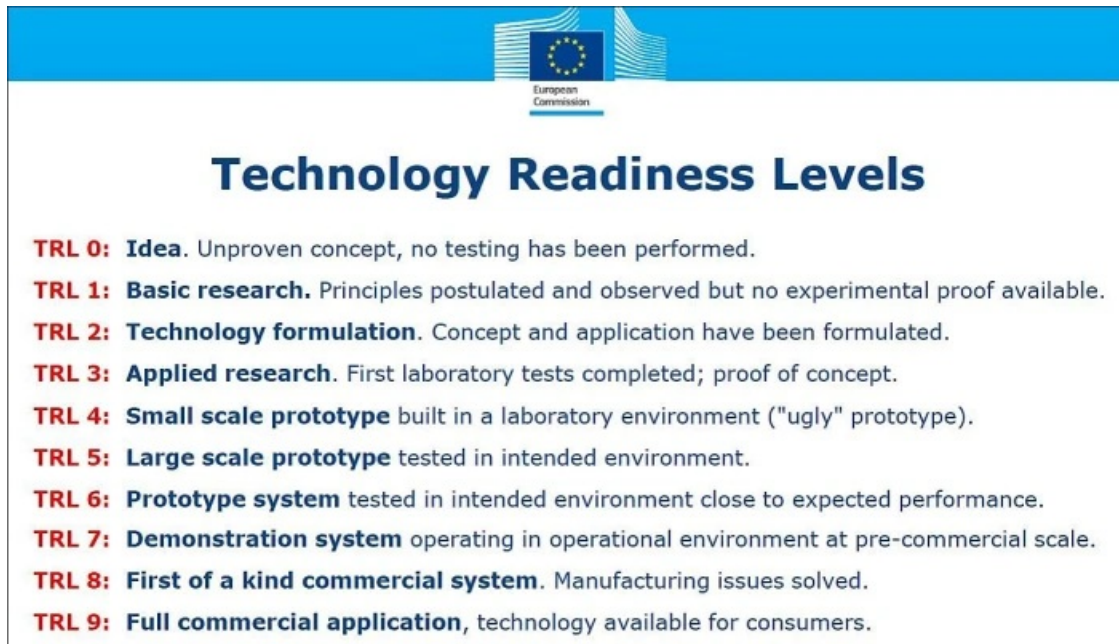 European
Commission
Technology Readiness Levels
TRL 0: Idea. Unproven concept, no testing has been performed.
TRL 1: Basic research. Principles postulated and observed but no experimental proof available.
TRL 2: Technology formulation. Concept and application have been formulated.
TRL 3: Applied research. First laboratory tests completed; proof of concept.
TRL 4: Small scale prototype built in a laboratory environment ("ugly" prototype).
TRL 5: Large scale prototype tested in intended environment.
TRL 6: Prototype system tested in intended environment close to expected performance.
TRL 7: Demonstration system operating in operational environment at pre-commercial scale.
TRL 8: First of a kind commercial system. Manufacturing issues solved.
TRL 9: Full commercial application, technology available for consumers.